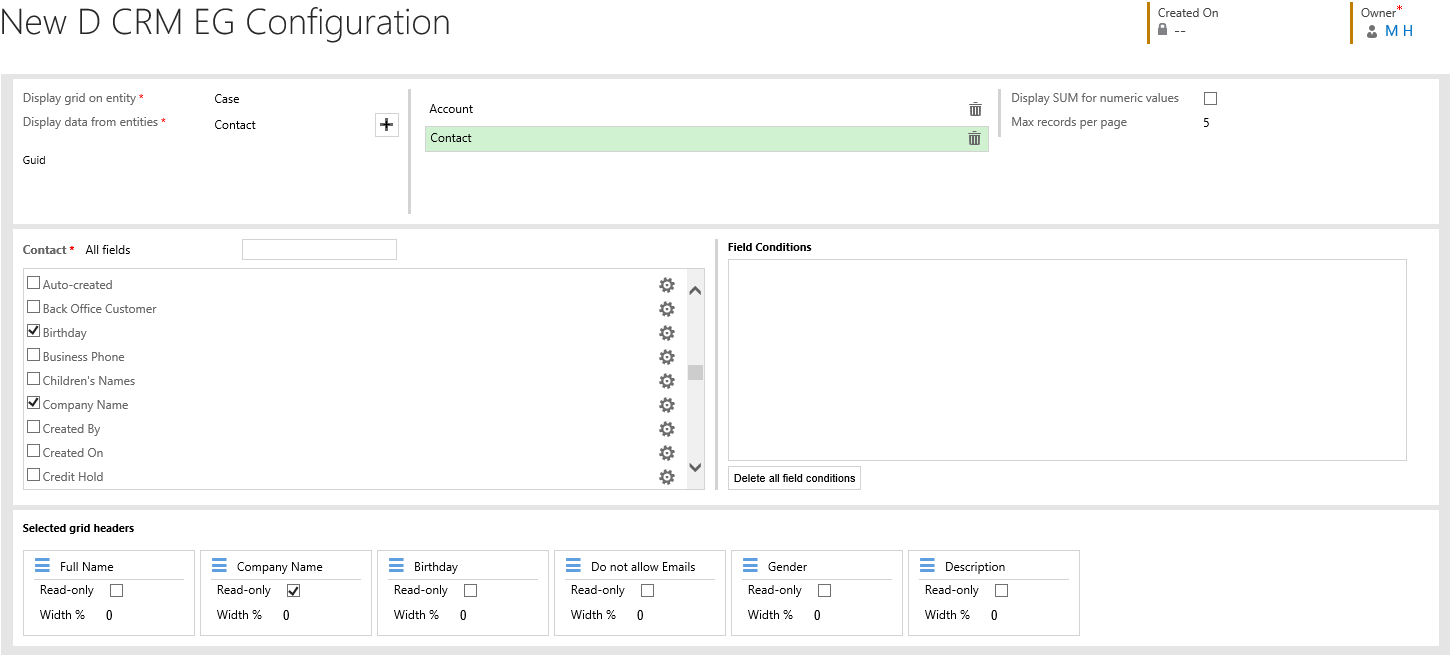 New D CRM EG Configuration
Created On
--
Owner*
M H
Display grid on entity *
Case
Display data from entities *
Contact
Guid
Account
Contact
Display SUM for numeric values
Max records per page
5
Contact * All fields
Auto-created
Back Office Customer
Birthday
Business Phone
Children's Names
Company Name
Created By
Created On
Credit Hold
Field Conditions
Delete all field conditions
Selected grid headers
Full Name
Read-only
Width % 0
Company Name
Read-only
Width % 0
Birthday
Read-only
Width % 0
Do not allow Emails
Read-only
Width % 0
Gender
Read-only
Width % 0
Description
Read-only
Width % 0